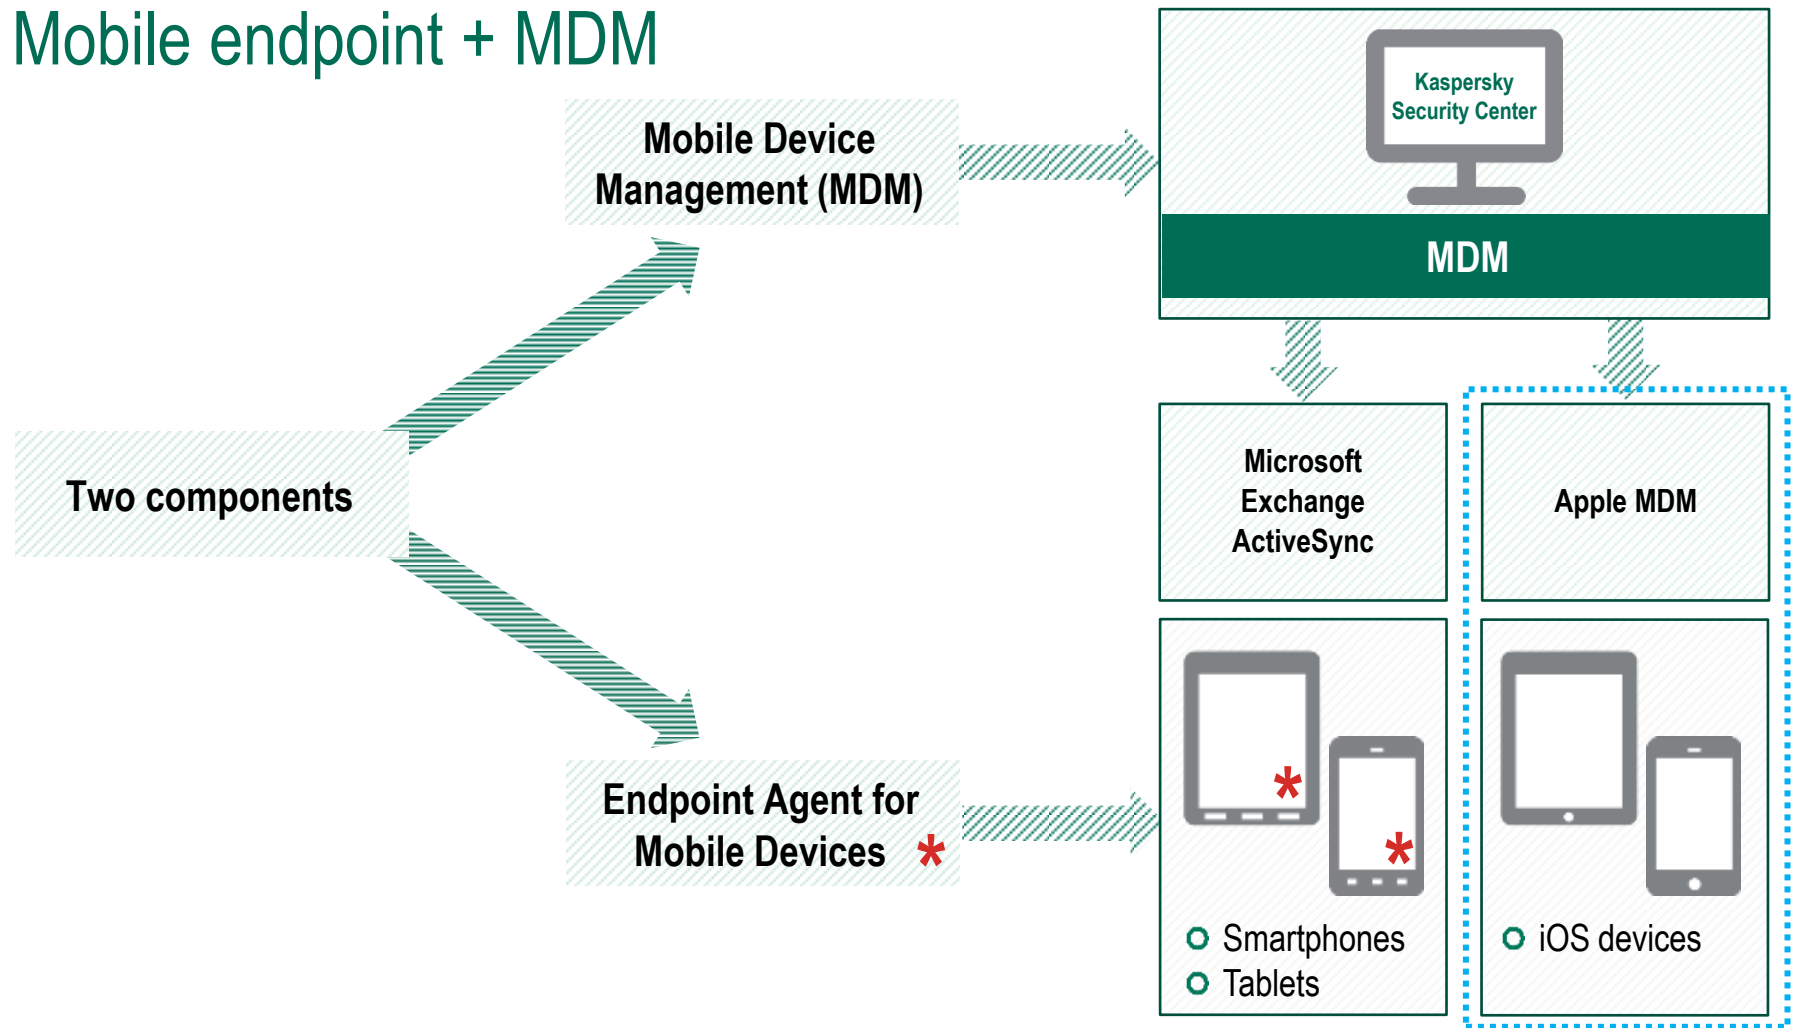 Mobile endpoint + MDM
Kaspersky
Security Center
MDM
Mobile Device
Management (MDM)
Two components
Microsoft
Exchange
ActiveSync
Apple MDM
Endpoint Agent for
Mobile Devices *
*
*
Smartphones
Tablets
iOS devices